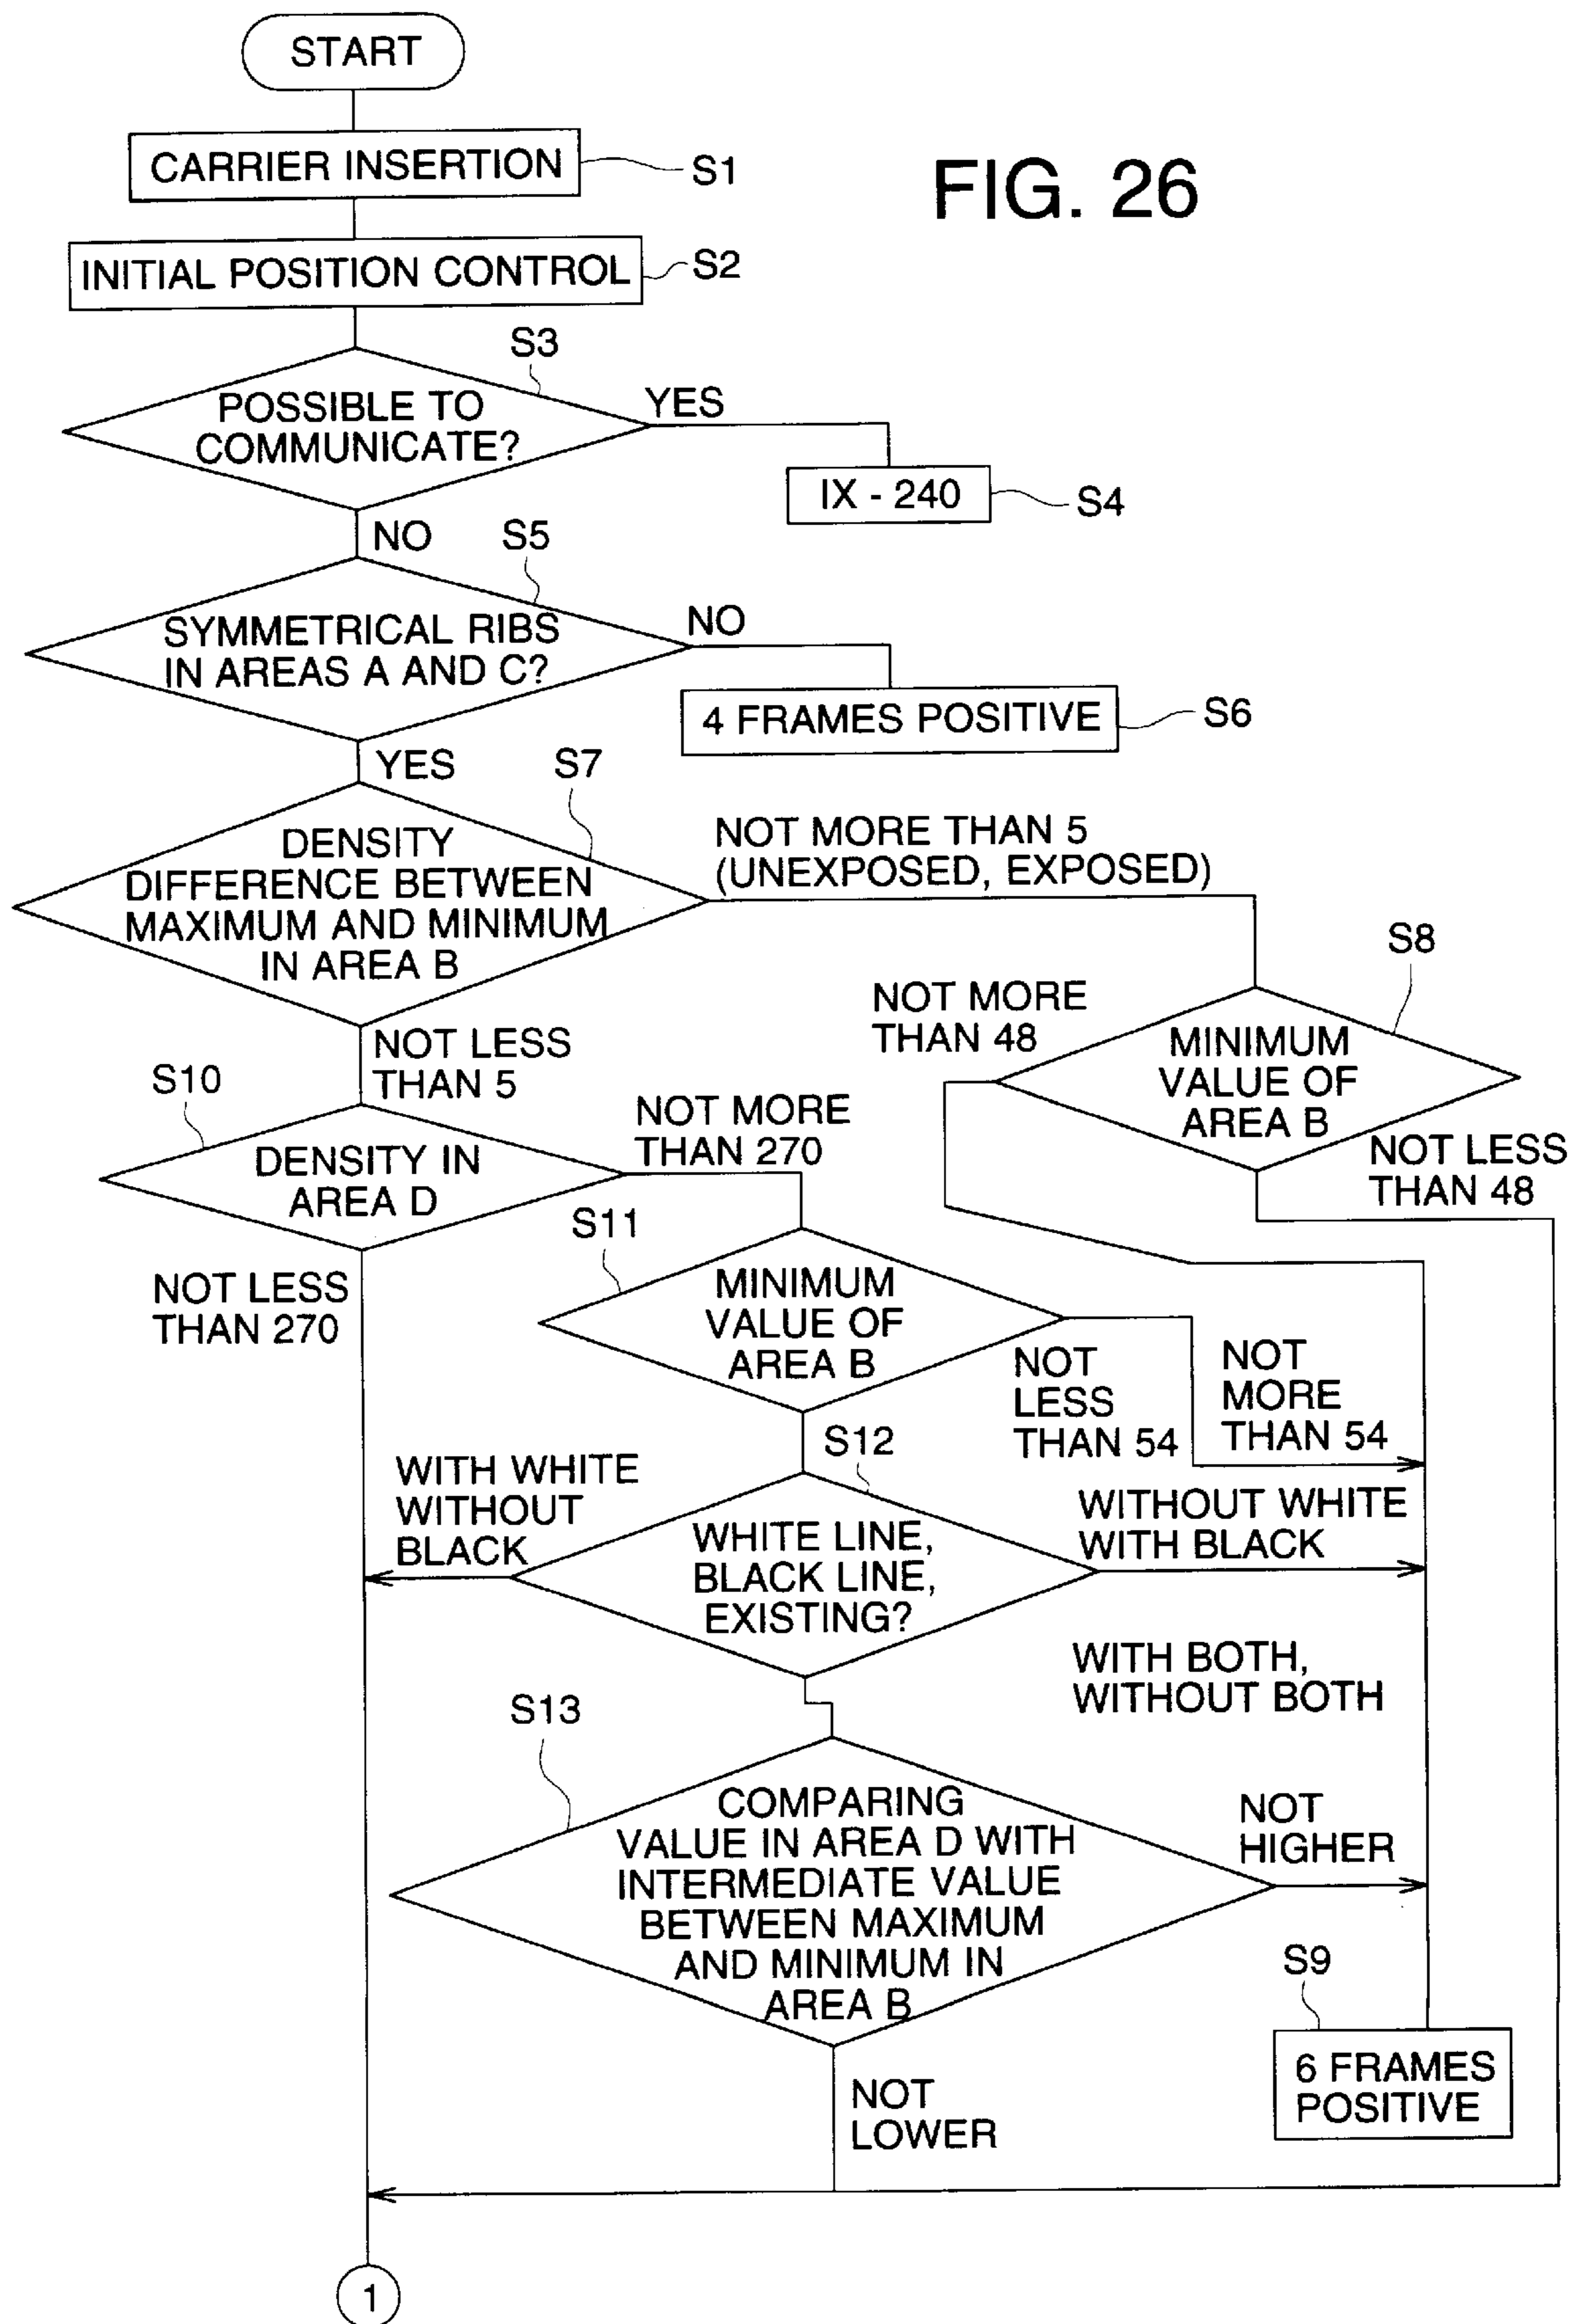 START
CARRIER INSERTION
S1
FIG. 26
INITIAL POSITION CONTROL
S2
S3
POSSIBLE TO
COMMUNICATE?
YES
IX - 240
S4
NO
S5
SYMMETRICAL RIBS
IN AREAS A AND C?
NO
4 FRAMES POSITIVE
S6
YES
S7
DENSITY
DIFFERENCE BETWEEN
MAXIMUM AND MINIMUM
IN AREA B
NOT MORE THAN 5
(UNEXPOSED, EXPOSED)
S8
NOT MORE
THAN 48
MINIMUM
VALUE OF
AREA B
NOT LESS
THAN 48
NOT LESS
THAN 5
S10
DENSITY IN
AREA D
NOT MORE
THAN 270
NOT LESS
THAN 270
S11
MINIMUM
VALUE OF
AREA B
NOT
LESS
THAN 54
NOT
MORE
THAN 54
S12
WITH WHITE
WITHOUT
BLACK
WHITE LINE,
BLACK LINE,
EXISTING?
WITHOUT WHITE
WITH BLACK
WITH BOTH,
WITHOUT BOTH
S13
COMPARING
VALUE IN AREA D WITH
INTERMEDIATE VALUE
BETWEEN MAXIMUM
AND MINIMUM IN
AREA B
NOT
HIGHER
S9
6 FRAMES
POSITIVE
NOT
LOWER
1